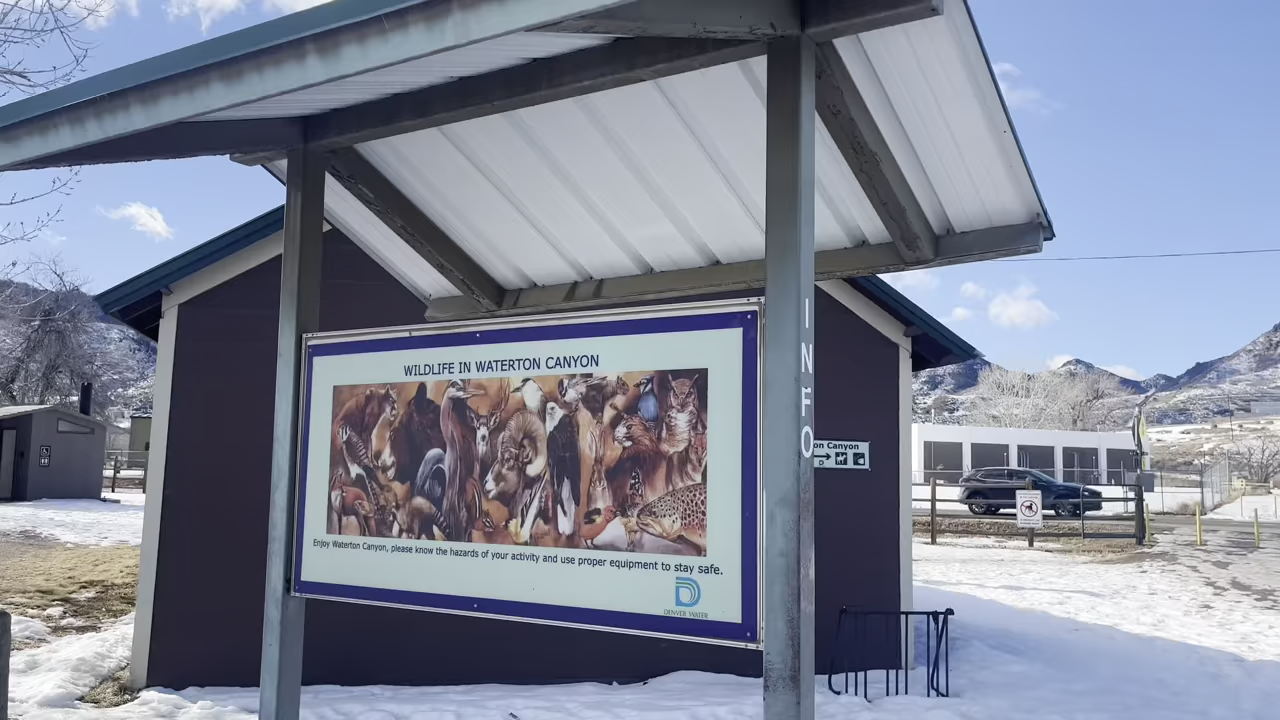 WILDLIFE IN WATERTON CANYON
Enjoy Waterton Canyon, please know the hazards of your activity and use proper equipment to stay safe.
DENVER WATER
INFO
on Canyon